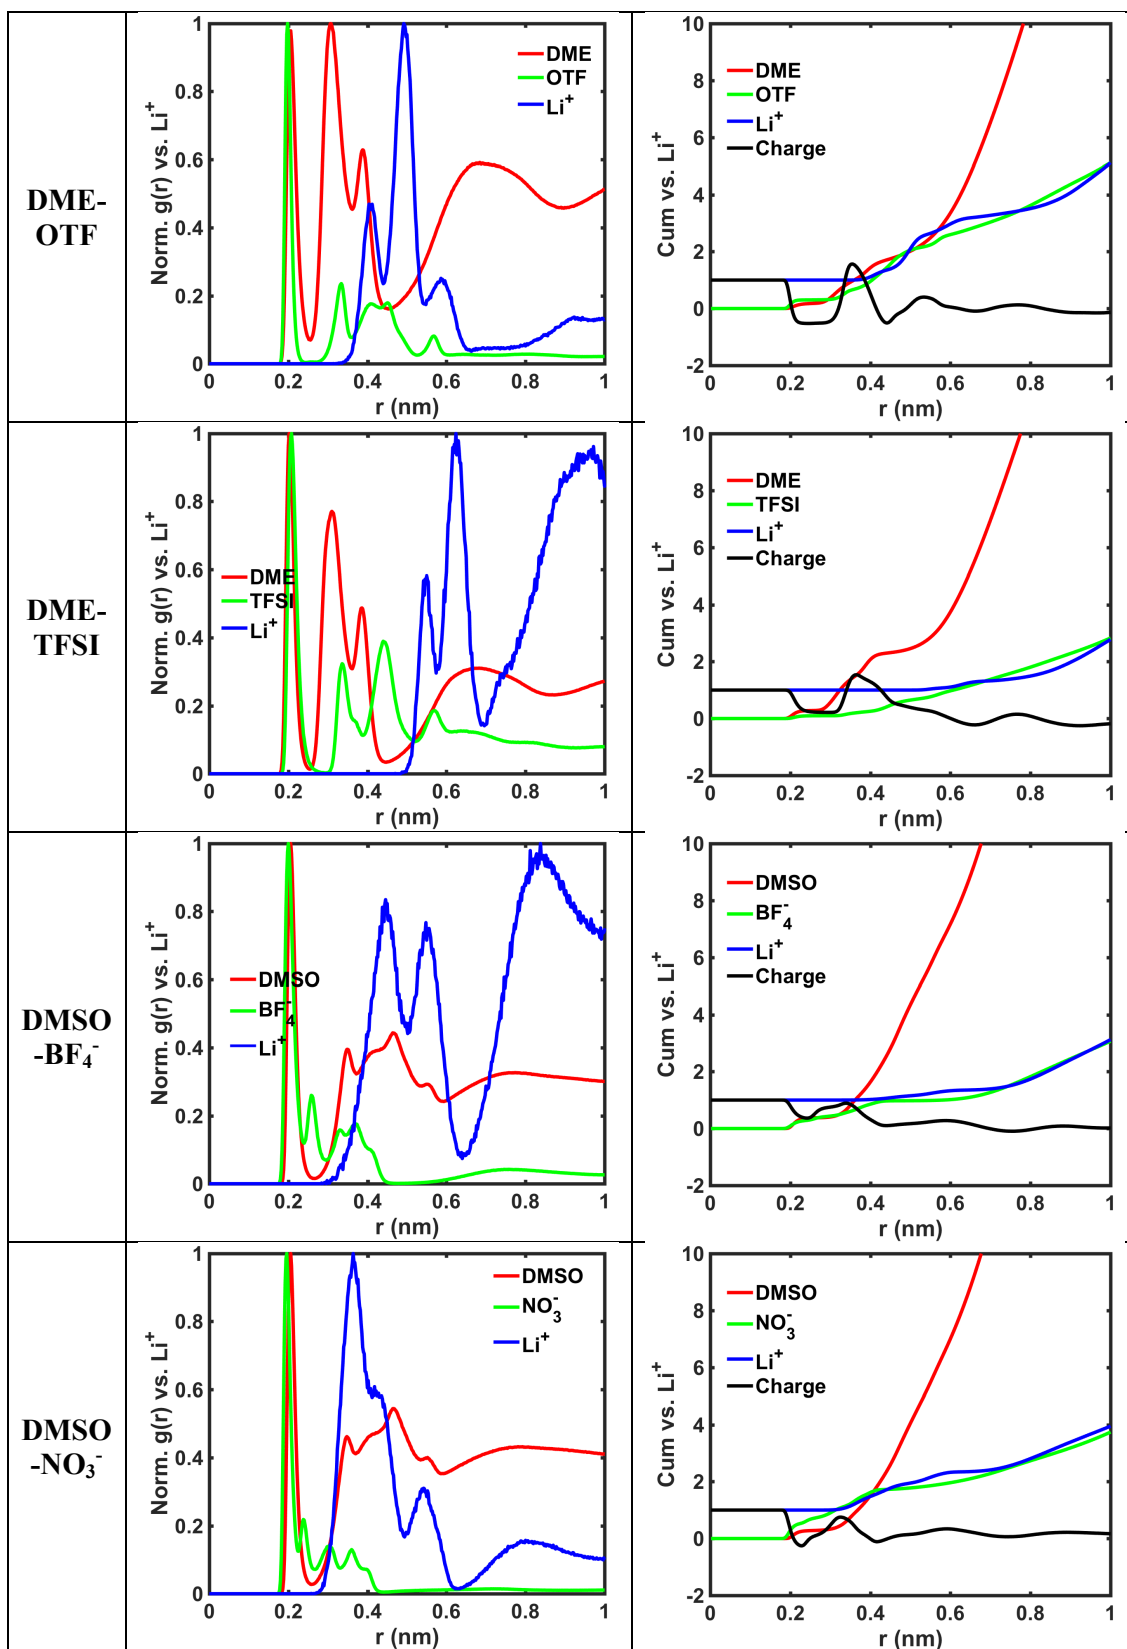 DME-
OTF
Norm. g(r) vs. Li+
1
0.8
0.6
0.4
0.2
0
DME
OTF
Li+
0 0.2 0.4 0.6 0.8 1
r (nm)
Cum vs. Li+
10
8
6
4
2
0
-2
DME
OTF
Li+
Charge
0 0.2 0.4 0.6 0.8 1
r (nm)
DME-
TFSI
Norm. g(r) vs. Li+
1
0.8
0.6
0.4
0.2
0
DME
TFSI
Li+
0 0.2 0.4 0.6 0.8 1
r (nm)
Cum vs. Li+
10
8
6
4
2
0
-2
DME
TFSI
Li+
Charge
0 0.2 0.4 0.6 0.8 1
r (nm)
DMSO
-BF4-
Norm. g(r) vs. Li+
1
0.8
0.6
0.4
0.2
0
DMSO
BF4-
Li+
0 0.2 0.4 0.6 0.8 1
r (nm)
Cum vs. Li+
10
8
6
4
2
0
-2
DMSO
BF4-
Li+
Charge
0 0.2 0.4 0.6 0.8 1
r (nm)
DMSO
-NO3-
Norm. g(r) vs. Li+
1
0.8
0.6
0.4
0.2
0
DMSO
NO3-
Li+
0 0.2 0.4 0.6 0.8 1
r (nm)
Cum vs. Li+
10
8
6
4
2
0
-2
DMSO
NO3-
Li+
Charge
0 0.2 0.4 0.6 0.8 1
r (nm)